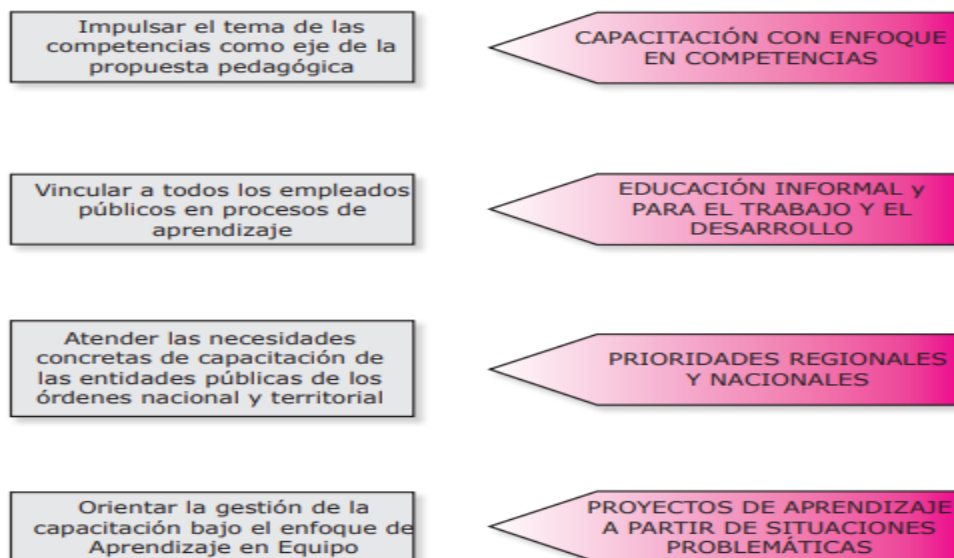 Impulsar el tema de las
competencias como eje de la
propuesta pedagógica
CAPACITACIÓN CON ENFOQUE
EN COMPETENCIAS
Vincular a todos los empleados
públicos en procesos de
aprendizaje
EDUCACIÓN INFORMAL y
PARA EL TRABAJO Y EL
DESARROLLO
Atender las necesidades
concretas de capacitación de
las entidades públicas de los
órdenes nacional y territorial
PRIORIDADES REGIONALES
Y NACIONALES
Orientar la gestión de la
capacitación bajo el enfoque de
Aprendizaje en Equipo
PROYECTOS DE APRENDIZAJE
A PARTIR DE SITUACIONES
PROBLEMÁTICAS